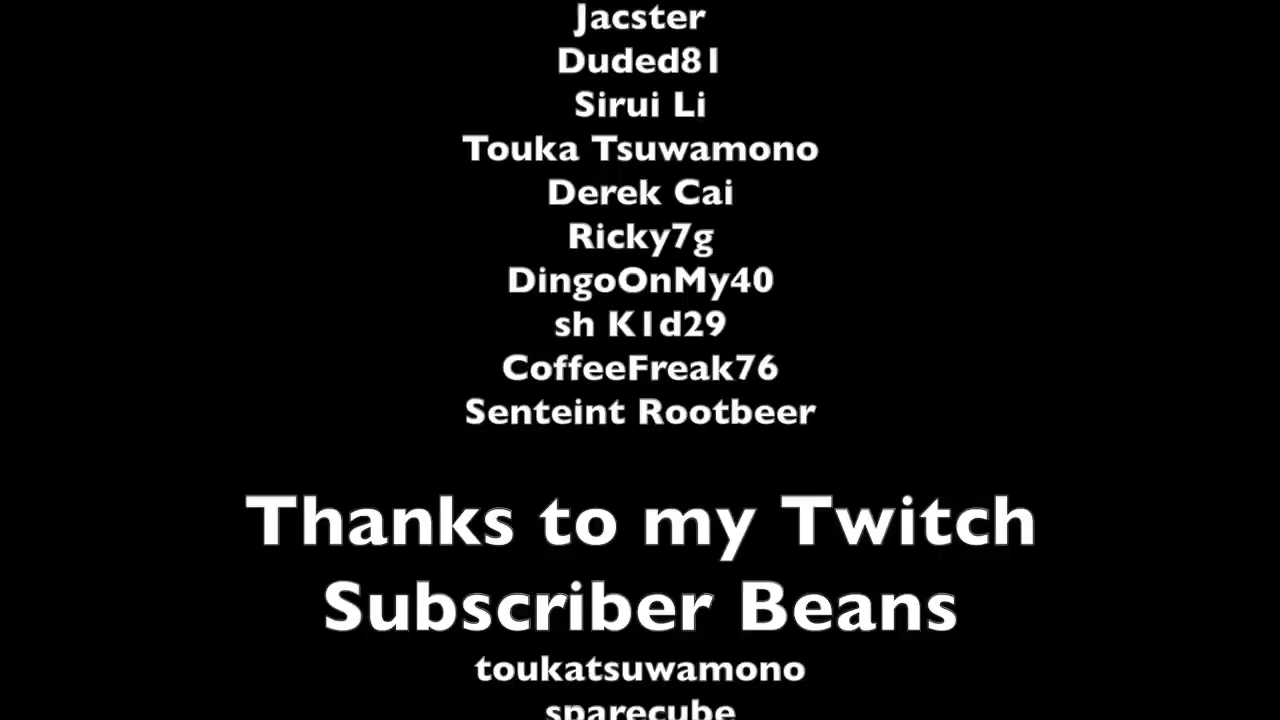 Jacster
Duded81
Sirui Li
Touka Tsuwamono
Derek Cai
Ricky7g
DingoOnMy40
sh K1d29
CoffeeFreak76
Senteint Rootbeer
Thanks to my Twitch
Subscriber Beans
toukatsuwamono
sparecube